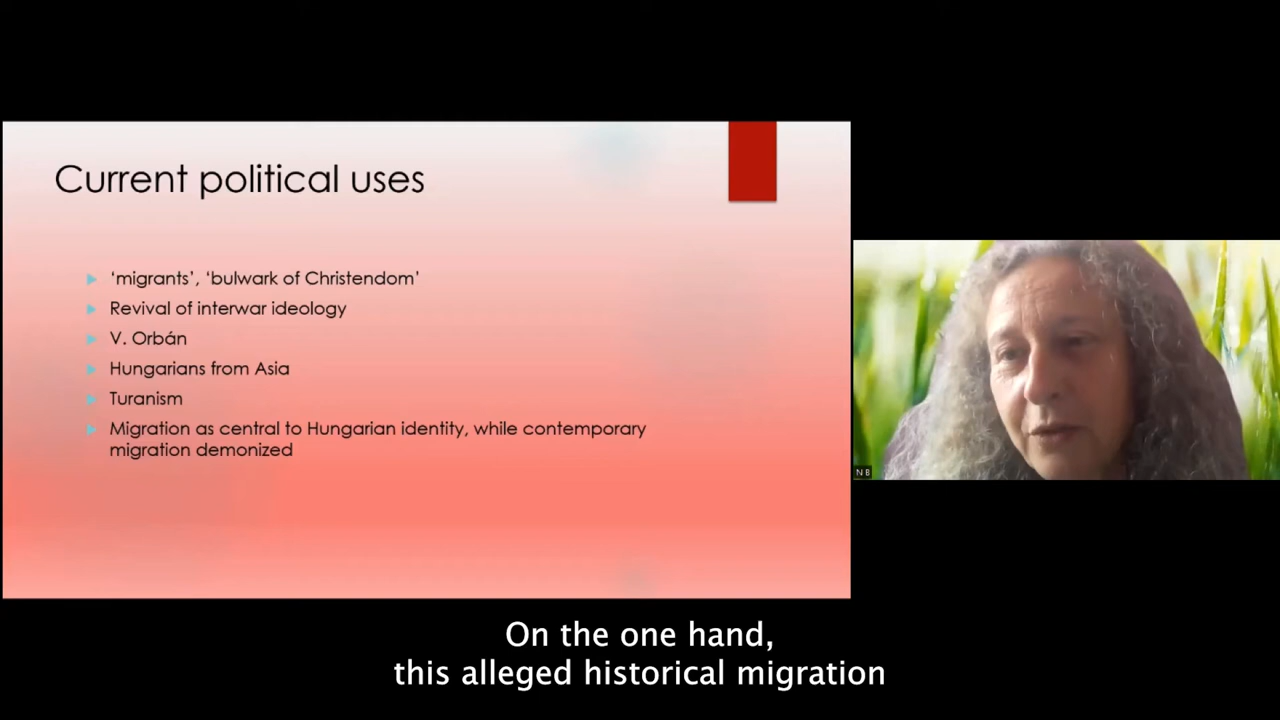 Current political uses
‘migrants’, ‘bulwark of Christendom’
Revival of interwar ideology
V. Orbán
Hungarians from Asia
Turanism
Migration as central to Hungarian identity, while contemporary
migration demonized
N B
On the one hand,
this alleged historical migration